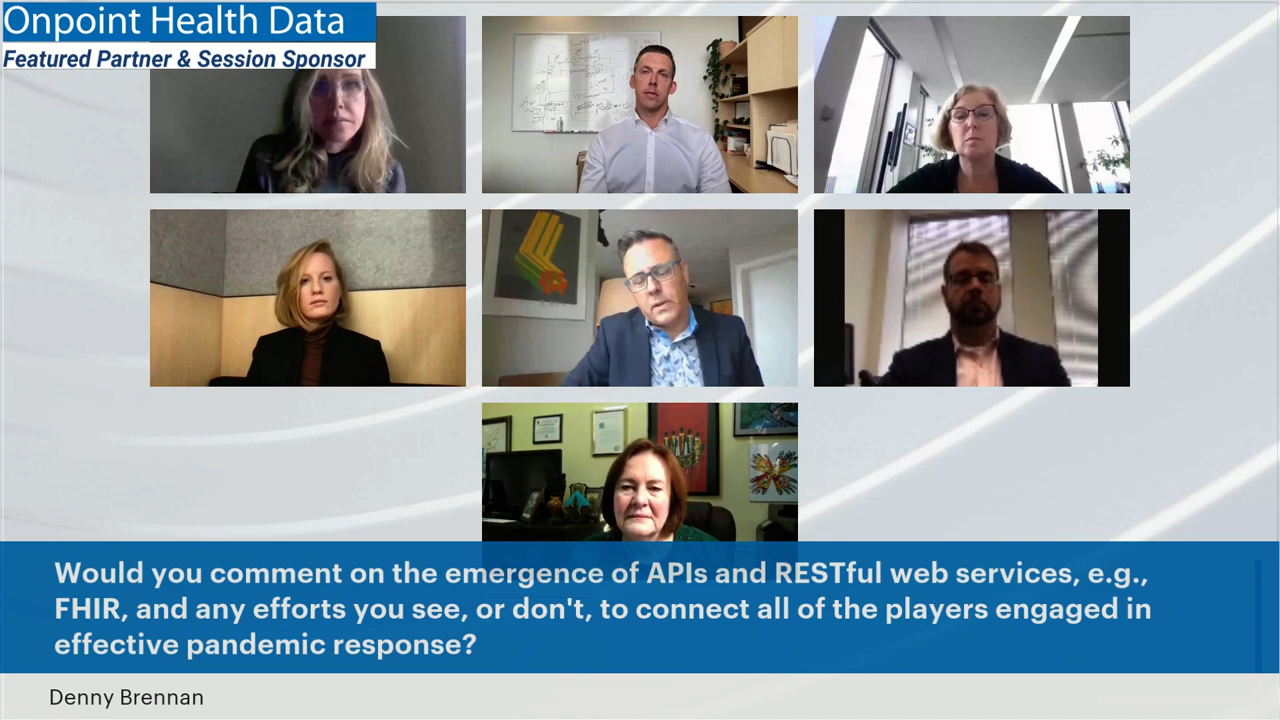 Onpoint Health Data
Featured Partner & Session Sponsor
Would you comment on the emergence of APIs and RESTful web services, e.g.,
FHIR, and any efforts you see, or don't, to connect all of the players engaged in
effective pandemic response?
Denny Brennan